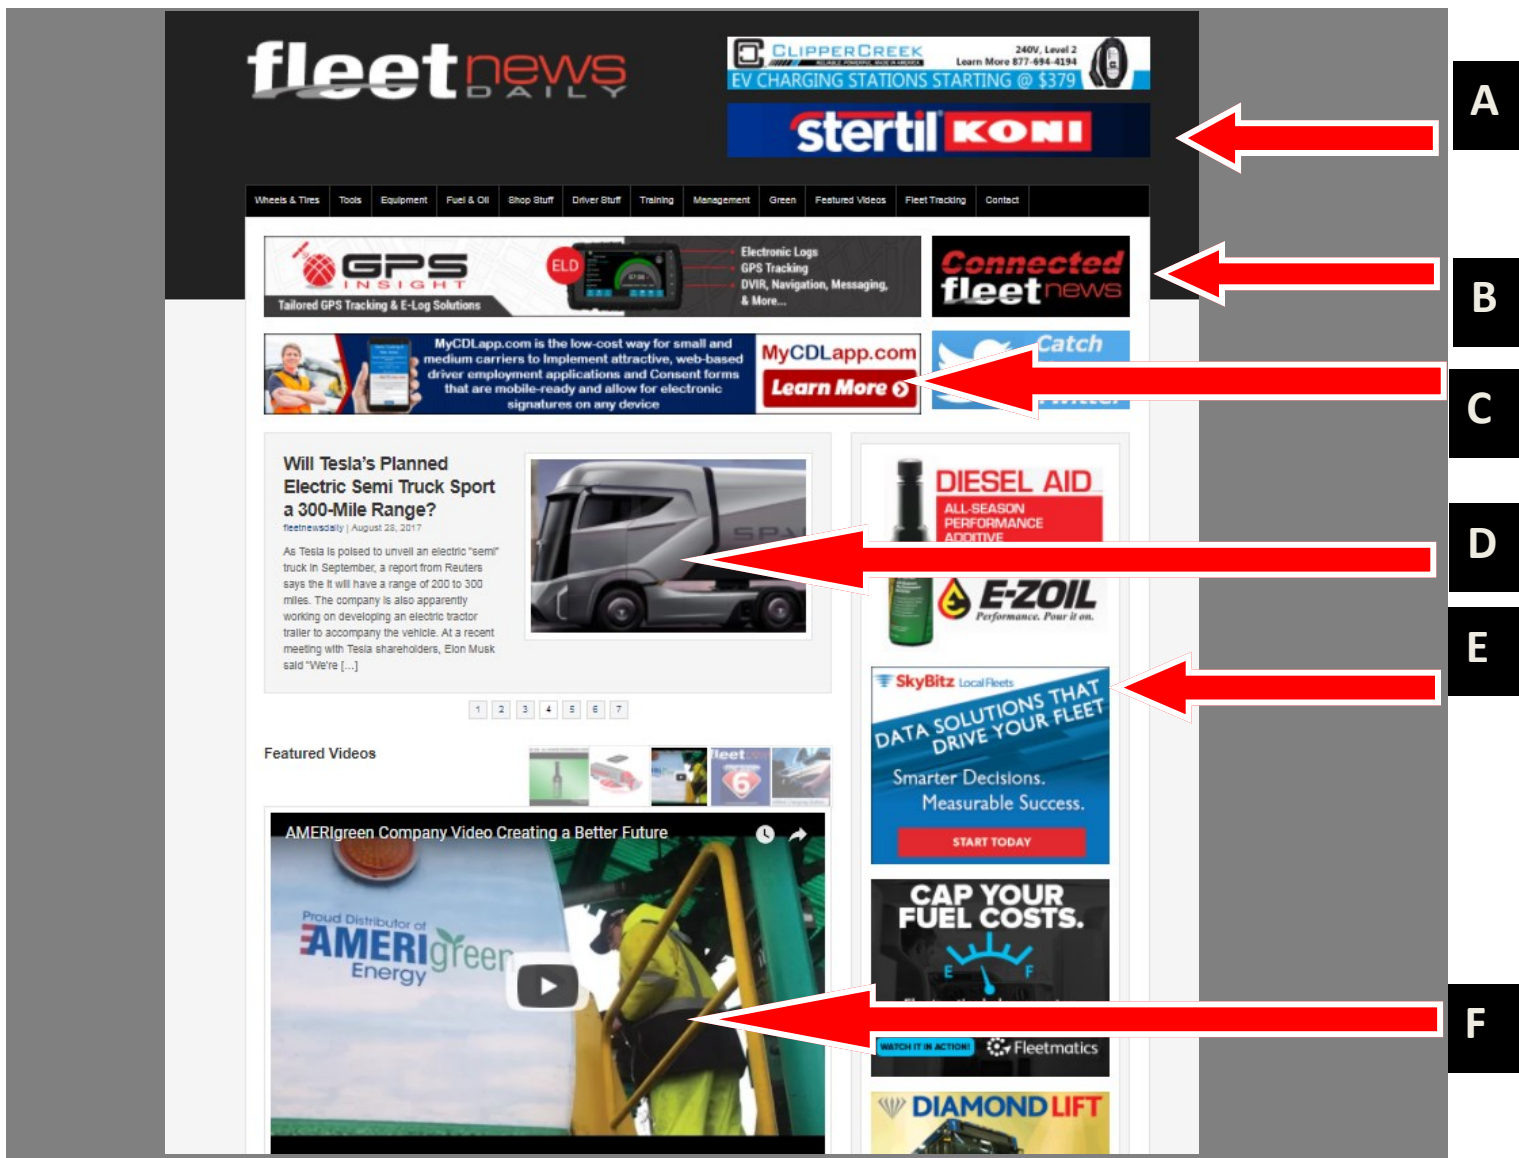 fleetnews
DAILY
CLIPPERCREEK
RELIABLE. POWERFUL. MADE IN AMERICA.
240V, Level 2
Learn More 877-694-4194
EV CHARGING STATIONS STARTING @ $379
stertil KONI
A
Wheels & Tires Tools Equipment Fuel & Oil Shop Stuff Driver Stuff Training Management Green Featured Videos Fleet Tracking Contact
GPS
INSIGHT
Tailored GPS Tracking & E-Log Solutions
ELD
Electronic Logs
GPS Tracking
DVIR, Navigation, Messaging,
& More...
Connected
fleetnews
B
MyCDLapp.com is the low-cost way for small and
medium carriers to Implement attractive, web-based
driver employment applications and Consent forms
that are mobile-ready and allow for electronic
signatures on any device
MyCDLapp.com
Learn More
Catch
Twitter
C
Will Tesla's Planned
Electric Semi Truck Sport
a 300-Mile Range?
fleetnewsdaily | August 28, 2017
As Tesla is poised to unveil an electric "semi"
truck in September, a report from Reuters
says the it will have a range of 200 to 300
miles. The company is also apparently
working on developing an electric tractor
trailer to accompany the vehicle. At a recent
meeting with Tesla shareholders, Elon Musk
said "We're [...]
DIESEL AID
ALL-SEASON
PERFORMANCE
ADDITIVE
E-ZOIL
Performance. Pour it on.
D
E
1 2 3 4 5 6 7
SkyBitz Local Fleets
DATA SOLUTIONS THAT
DRIVE YOUR FLEET
Smarter Decisions.
Measurable Success.
START TODAY
Featured Videos
AMERIgreen Company Video Creating a Better Future
Proud Distributor of
AMERIgreen
Energy
CAP YOUR
FUEL COSTS.
E F
WATCH IT IN ACTION!
Fleetmatics
F
DIAMOND LIFT